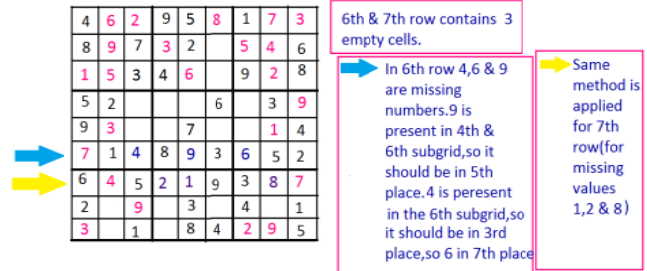 4 6 2 9 5 8 1 7 3
8 9 7 3 2 5 4 6
1 5 3 4 6 9 2 8
5 2 6 3 9
9 3 7 1 4
7 1 4 8 9 3 6 5 2
6 4 5 2 1 9 3 8 7
2 9 3 4 1
3 1 8 4 2 9 5
6th & 7th row contains 3
empty cells.
In 6th row 4,6 & 9
are missing
numbers.9 is
present in 4th &
6th subgrid,so it
should be in 5th
place.4 is peresent
in the 6th subgrid,so
it should be in 3rd
place,so 6 in 7th place
Same
method is
applied
for 7th
row(for
missing
values
1,2 & 8)